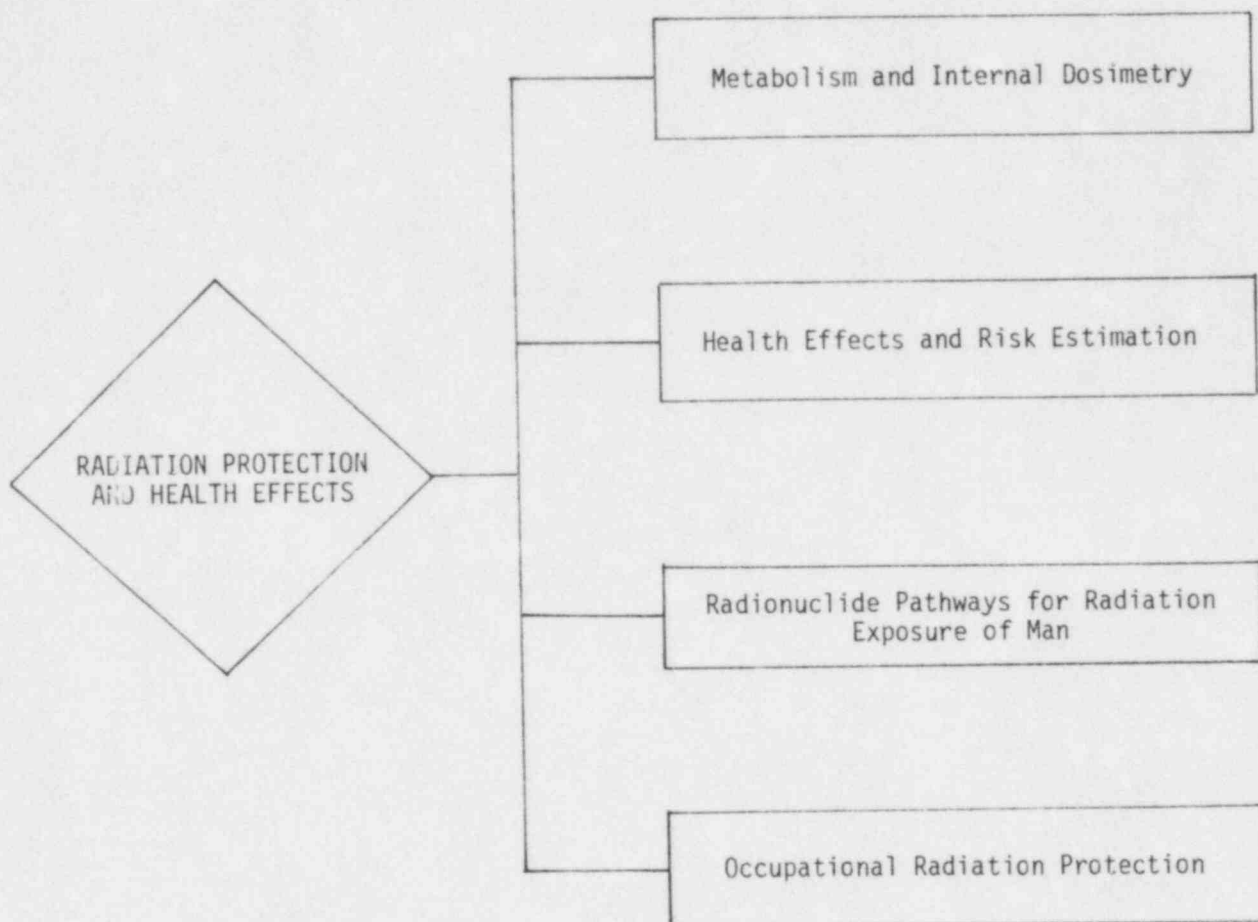 Metabolism and Internal Dosimetry
Health Effects and Risk Estimation
RADIATION PROTECTION
AND HEALTH EFFECTS
Radionuclide Pathways for Radiation
Exposure of Man
Occupational Radiation Protection